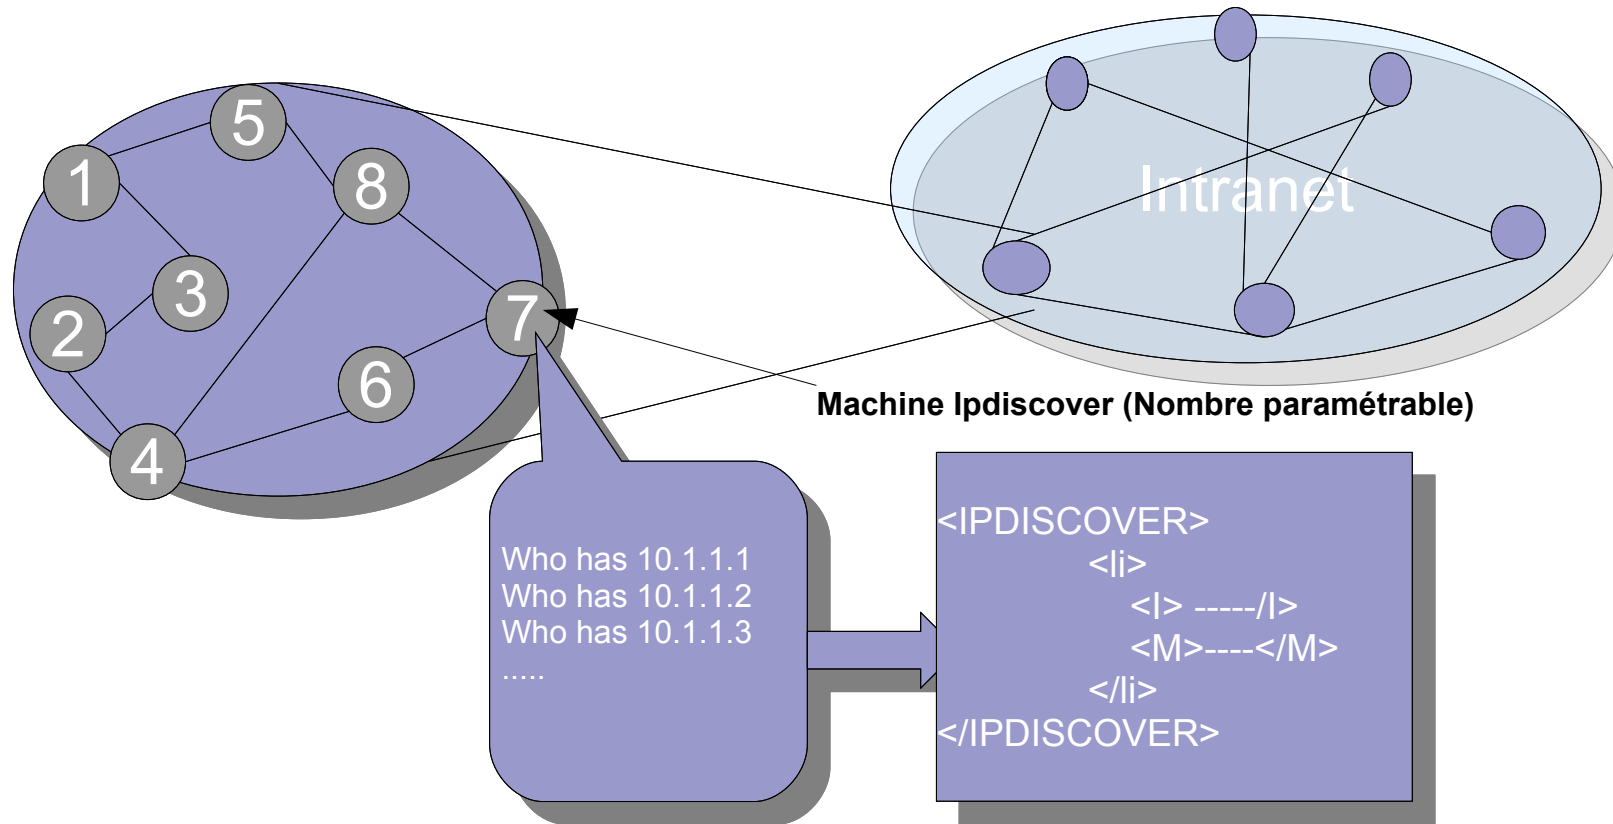 5
1
8
3
2
7
6
4
Intranet
Machine Ipdiscover (Nombre paramétrable)
Who has 10.1.1.1
Who has 10.1.1.2
Who has 10.1.1.3
.....
<IPDISCOVER>
<li>
<I> -----/I>
<M>----</M>
</li>
</IPDISCOVER>